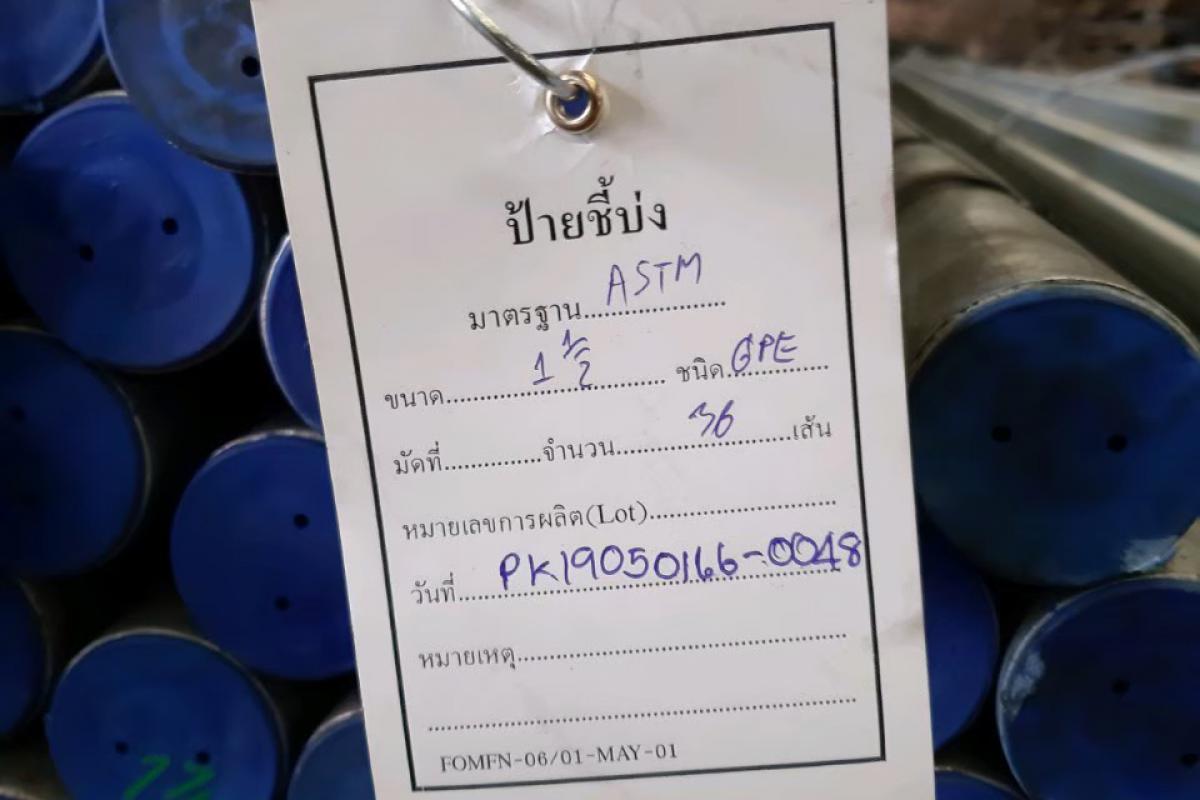 ป้ายชี้บ่ง
มาตรฐาน....................ASTM
ขนาด....................1 1/2 ชนิด....................GPE
มัดที่...............จำนวน....................36 เส้น
หมายเลขการผลิต(Lot)....................
วันที่....................PK19050166-0048
หมายเหตุ....................
FOMFN-06/01-MAY-01